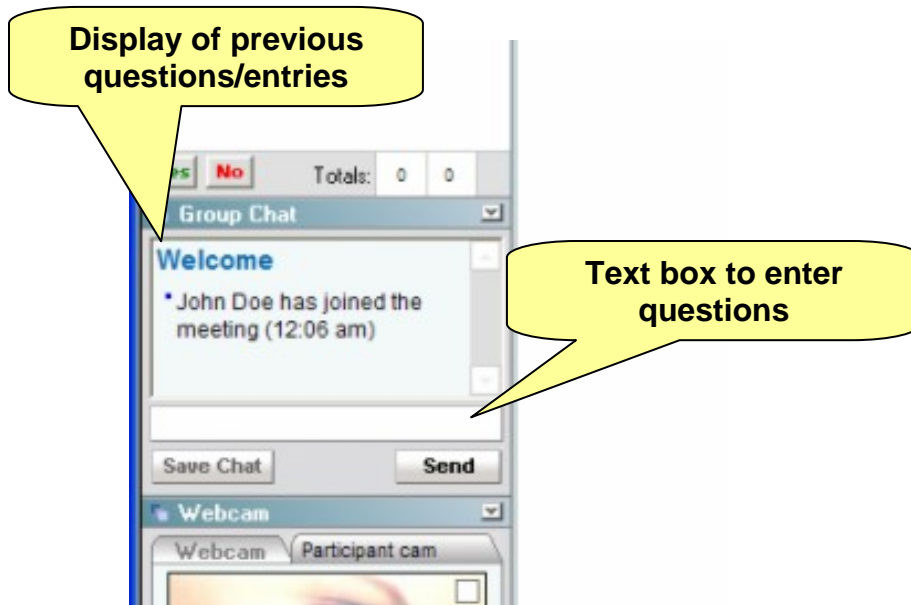 Display of previous
questions/entries
No
Totals: 0 0
Group Chat
Welcome
John Doe has joined the
meeting (12:06 am)
Text box to enter
questions
Save Chat
Send
Webcam
Webcam
Participant cam